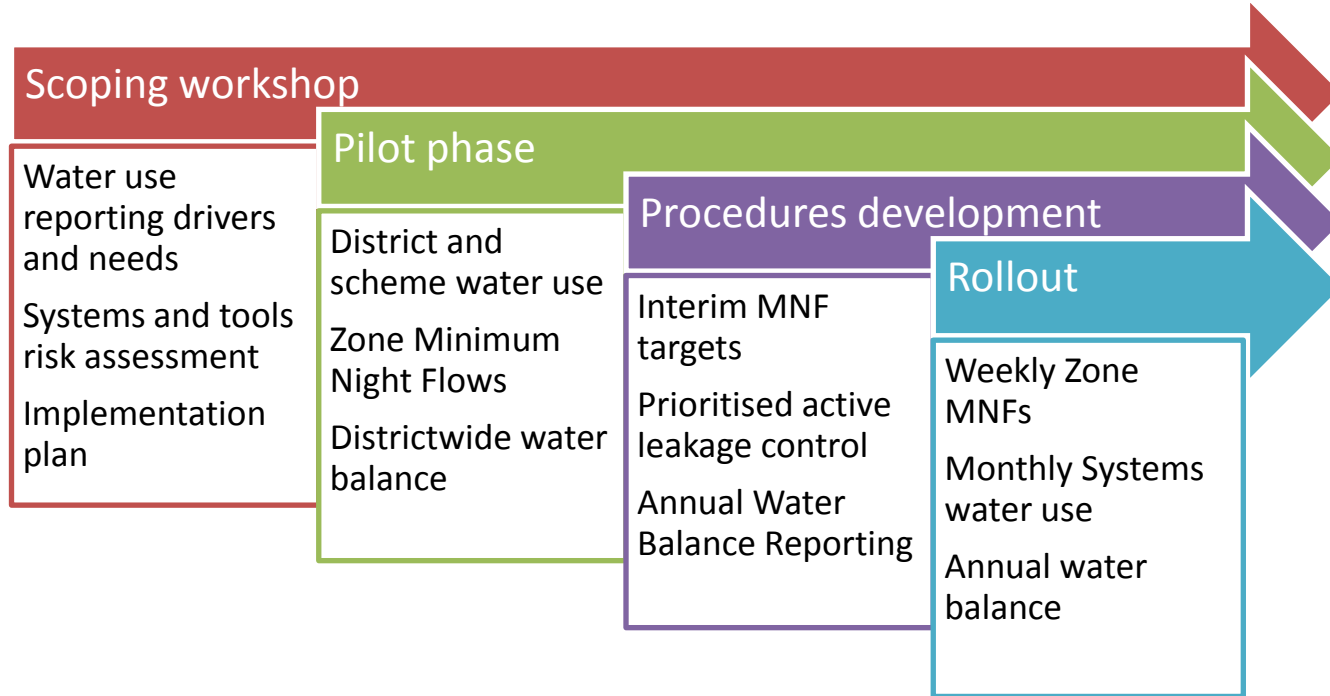 Scoping workshop
Water use
reporting drivers
and needs
Systems and tools
risk assessment
Implementation
plan
Pilot phase
District and
scheme water use
Zone Minimum
Night Flows
Districtwide water
balance
Procedures development
Interim MNF
targets
Prioritised active
leakage control
Annual Water
Balance Reporting
Rollout
Weekly Zone
MNFs
Monthly Systems
water use
Annual water
balance